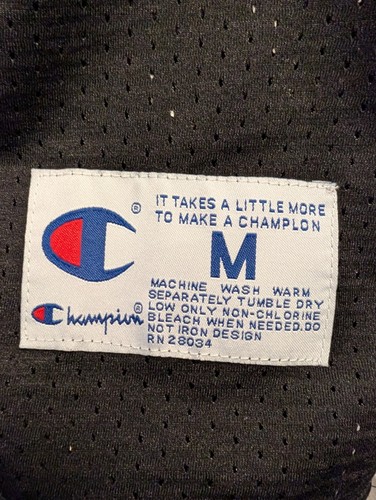 ®
IT TAKES A LITTLE MORE
TO MAKE A CHAMPLON
M
MACHINE WASH WARM
SEPARATELY TUMBLE DRY
LOW ONLY NON-CHLORINE
BLEACH WHEN NEEDED.DO
NOT IRON DESIGN
RN 28034
Champion®